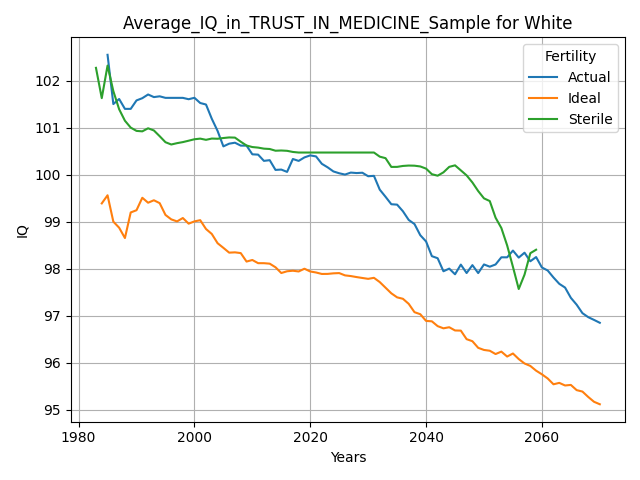 Average_IQ_in_TRUST_IN_MEDICINE_Sample for White
Fertility
Actual
Ideal
Sterile
IQ
102
101
100
99
98
97
96
95
1980
2000
2020
2040
2060
Years